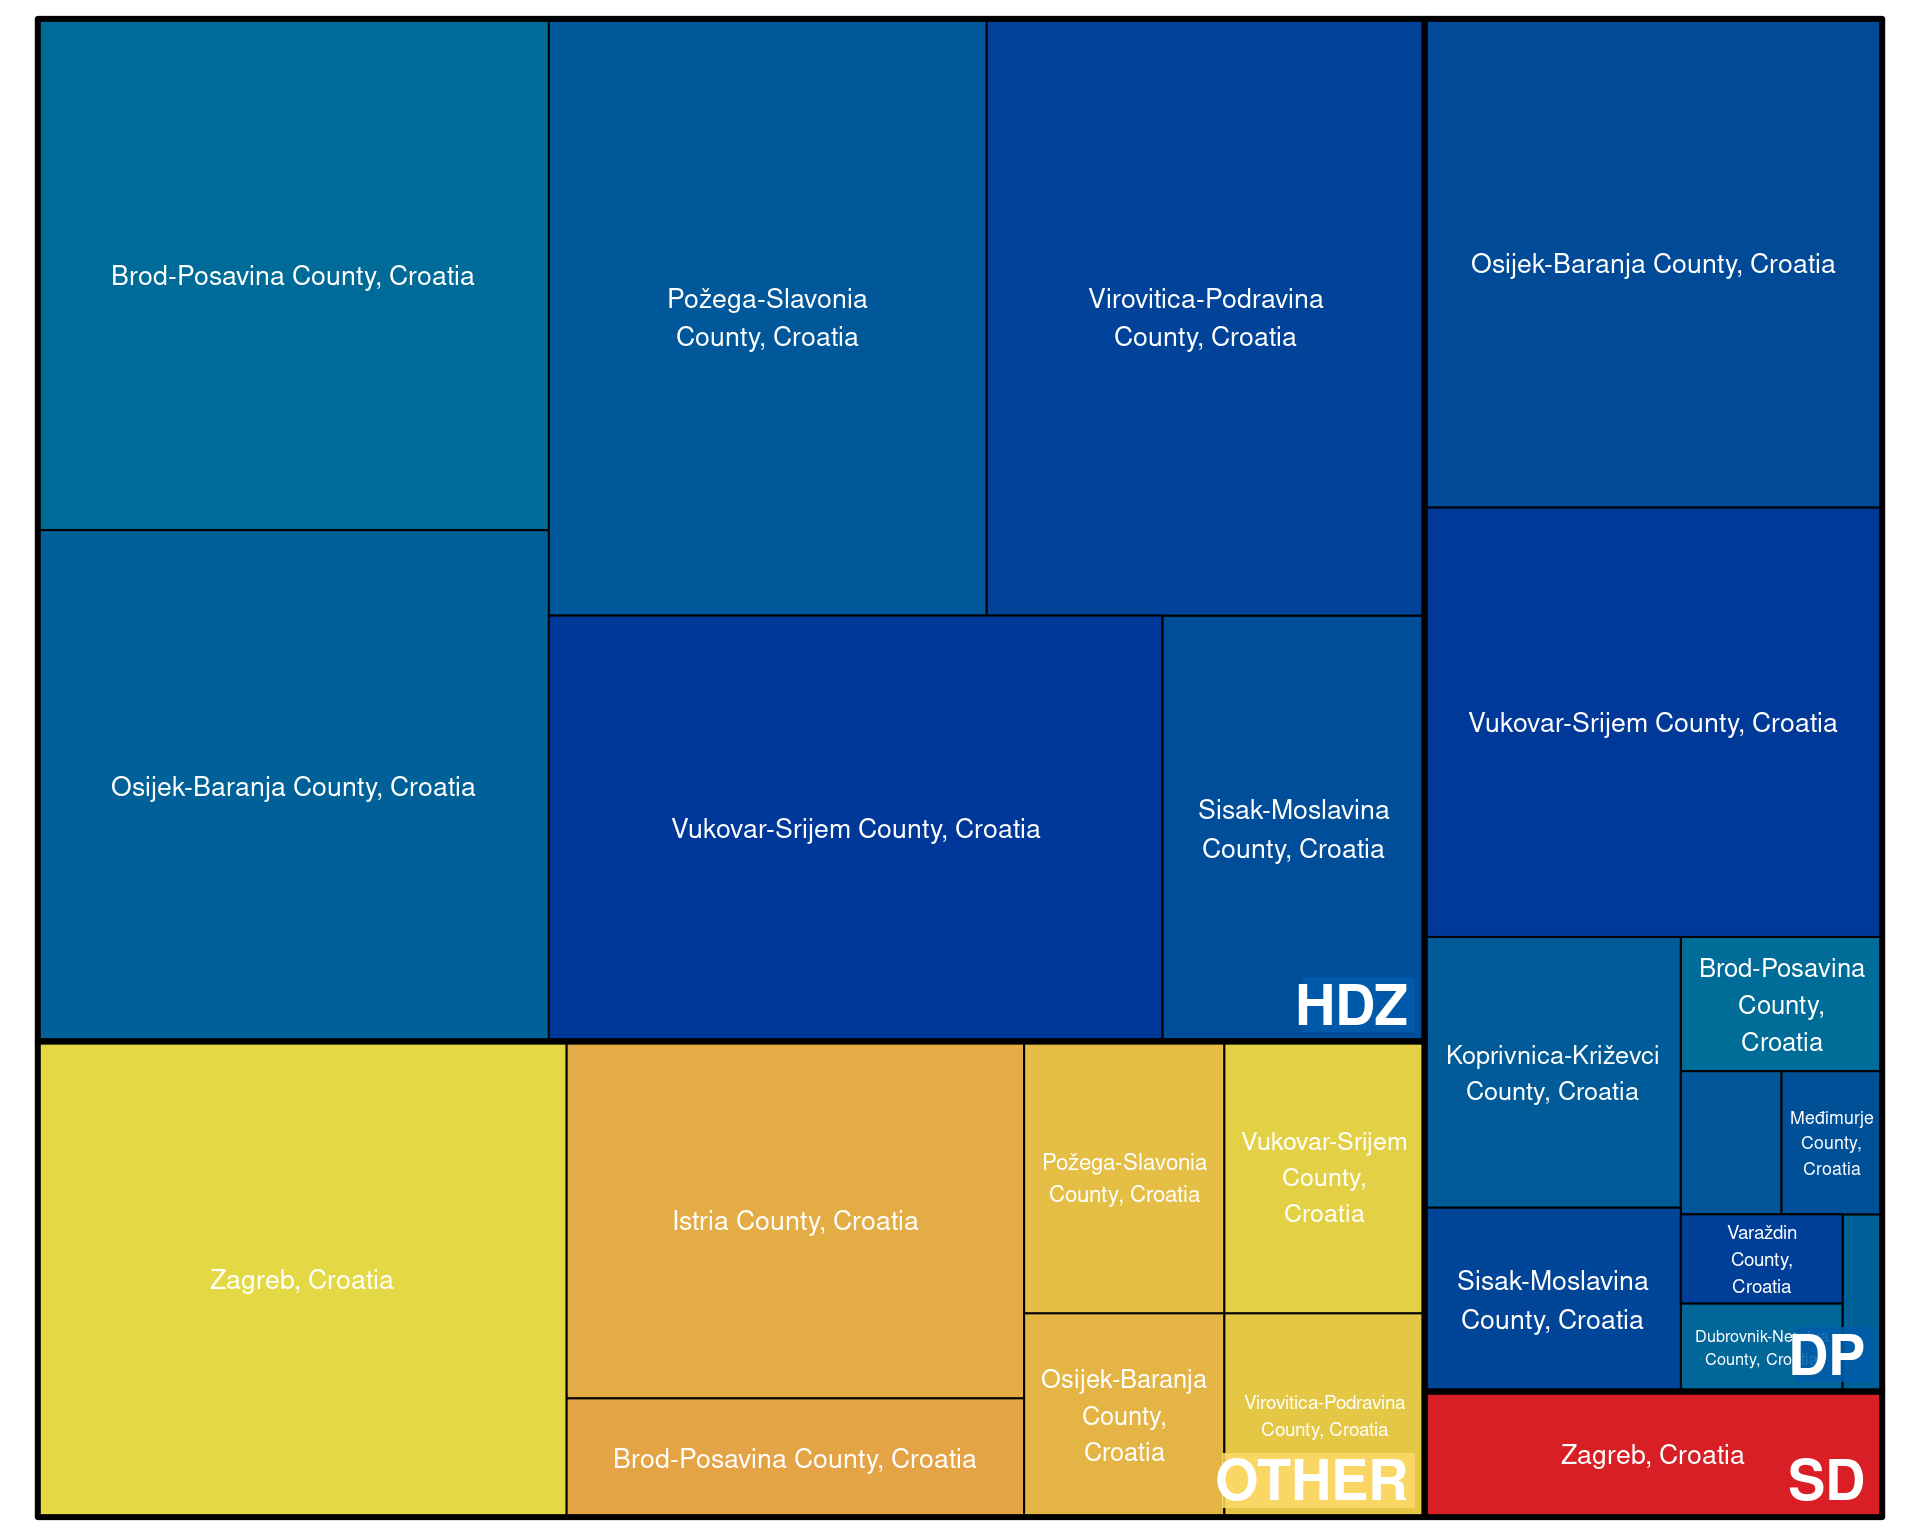 Brod-Posavina County, Croatia
Požega-Slavonia
County, Croatia
Virovitica-Podravina
County, Croatia
Osijek-Baranja County, Croatia
Vukovar-Srijem County, Croatia
Sisak-Moslavina
County, Croatia
HDZ
Osijek-Baranja County, Croatia
Vukovar-Srijem County, Croatia
Koprivnica-Križevci
County, Croatia
Brod-Posavina
County,
Croatia
Međimurje
County,
Croatia
Sisak-Moslavina
County, Croatia
Varaždin
County,
Croatia
County,
DP
Zagreb, Croatia
Istria County, Croatia
Brod-Posavina County, Croatia
Požega-Slavonia
County, Croatia
Vukovar-Srijem
County,
Croatia
Osijek-Baranja
County,
Croatia
Virovitica-Podravina
County, Croatia
OTHER
Zagreb, Croatia
SD